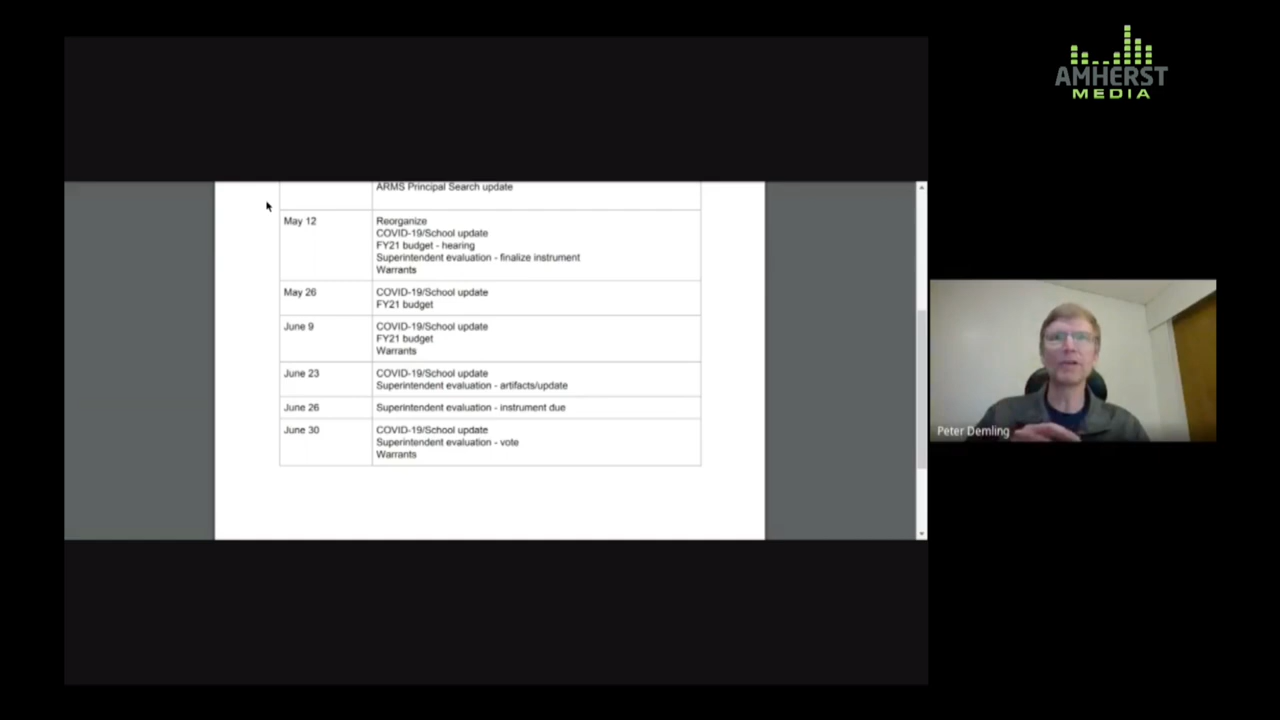 AMHERST
MEDIA
ARMS Principal Search update
May 12
Reorganize
COVID-19/School update
FY21 budget - hearing
Superintendent evaluation - finalize instrument
Warrants
May 26
COVID-19/School update
FY21 budget
June 9
COVID-19/School update
FY21 budget
Warrants
June 23
COVID-19/School update
Superintendent evaluation - artifacts/update
June 26
Superintendent evaluation - instrument due
June 30
COVID-19/School update
Superintendent evaluation - vote
Warrants
Peter Demling